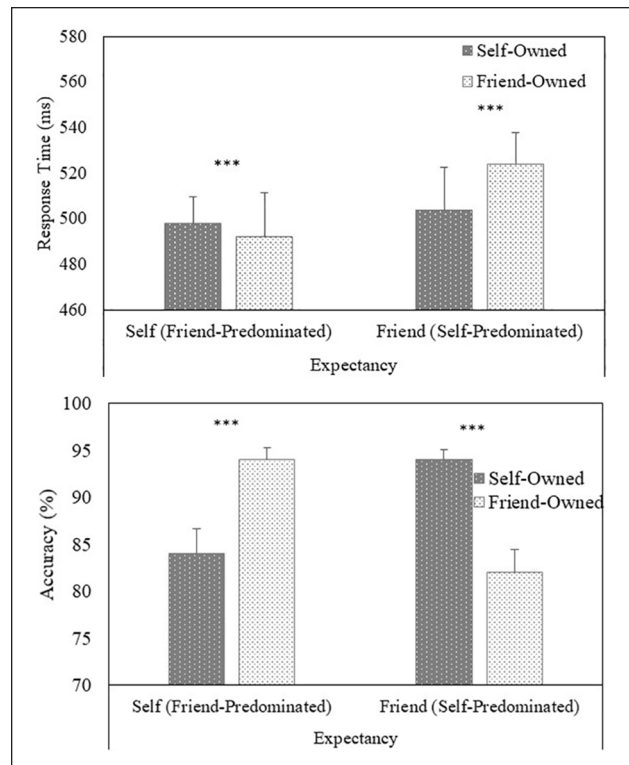 580
560
540
520
500
480
460
Response Time (ms)
Self-Owned
Friend-Owned
***
***
Self (Friend-Predominated)
Friend (Self-Predominated)
Expectancy
100
95
90
85
80
75
70
Accuracy (%)
***
***
Self-Owned
Friend-Owned
Self (Friend-Predominated)
Friend (Self-Predominated)
Expectancy